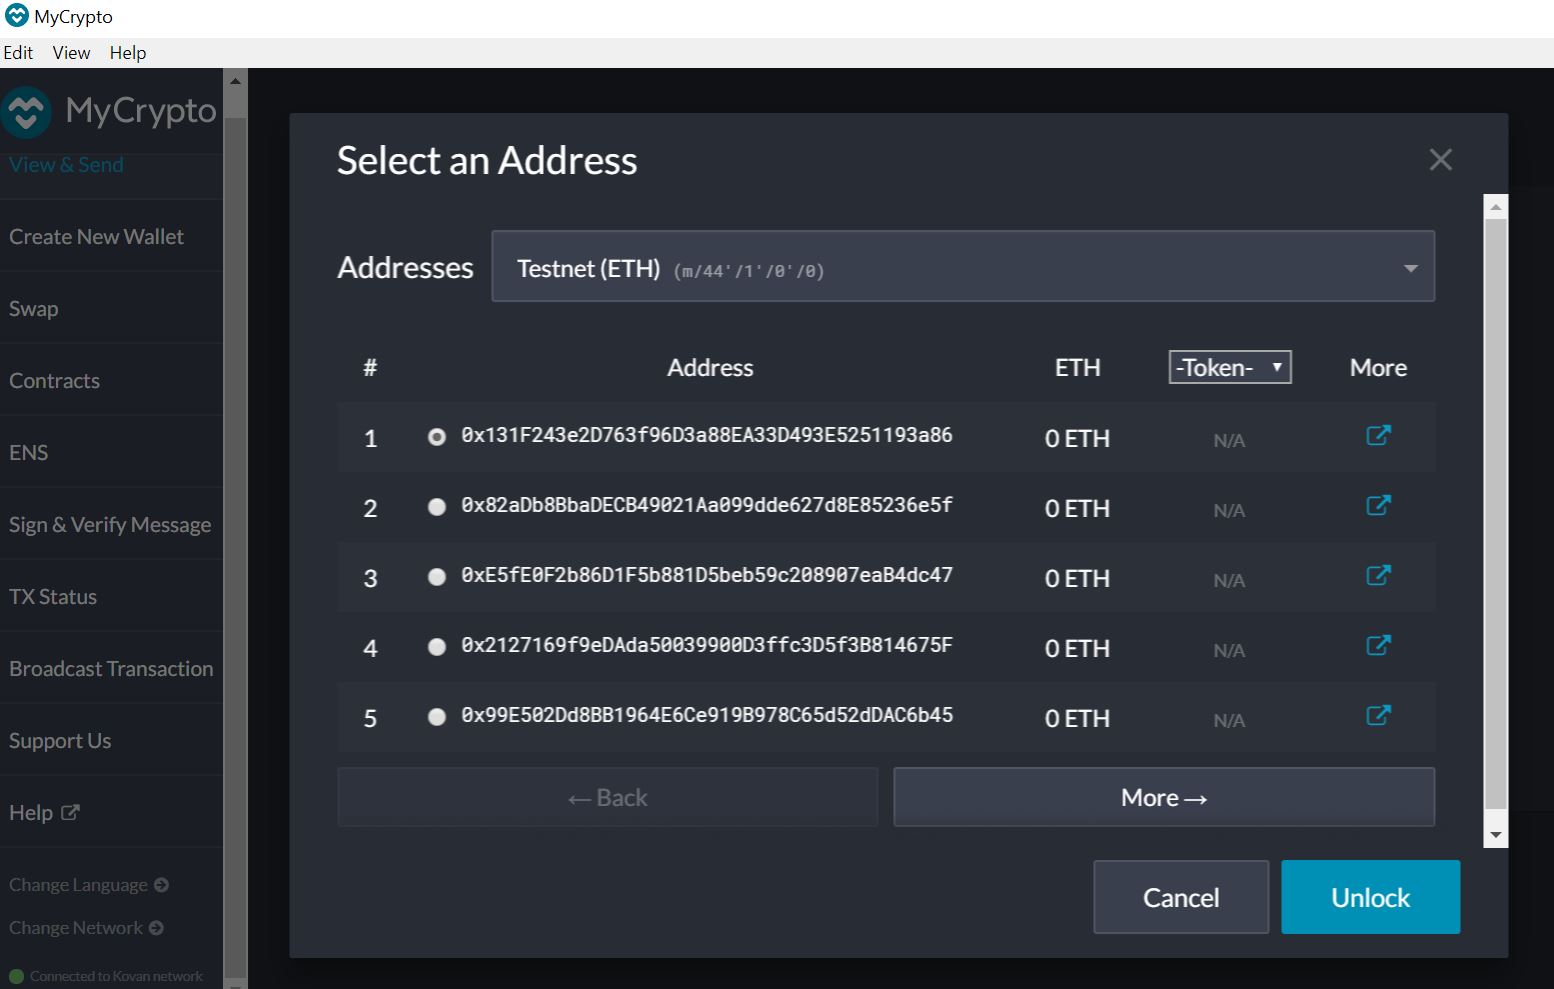 MyCrypto
Edit View Help
MyCrypto
View & Send
Create New Wallet
Swap
Contracts
ENS
Sign & Verify Message
TX Status
Broadcast Transaction
Support Us
Help
Change Language
Change Network
Connected to Kovan network
Select an Address
Addresses Testnet (ETH) (m/44'/1'/0'/0)
# Address ETH -Token- More
1 0x131F243e2D763f96D3a88EA33D493E5251193a86 0 ETH N/A
2 0x82aDb8BbaDECB49021Aa099dde627d8E85236e5f 0 ETH N/A
3 0xE5fE0F2b86D1F5b881D5beb59c208907eaB4dc47 0 ETH N/A
4 0x2127169f9eDAda50039900D3ffc3D5f3B814675F 0 ETH N/A
5 0x99E502Dd8BB1964E6Ce919B978C65d52dDAC6b45 0 ETH N/A
← Back More →
Cancel Unlock